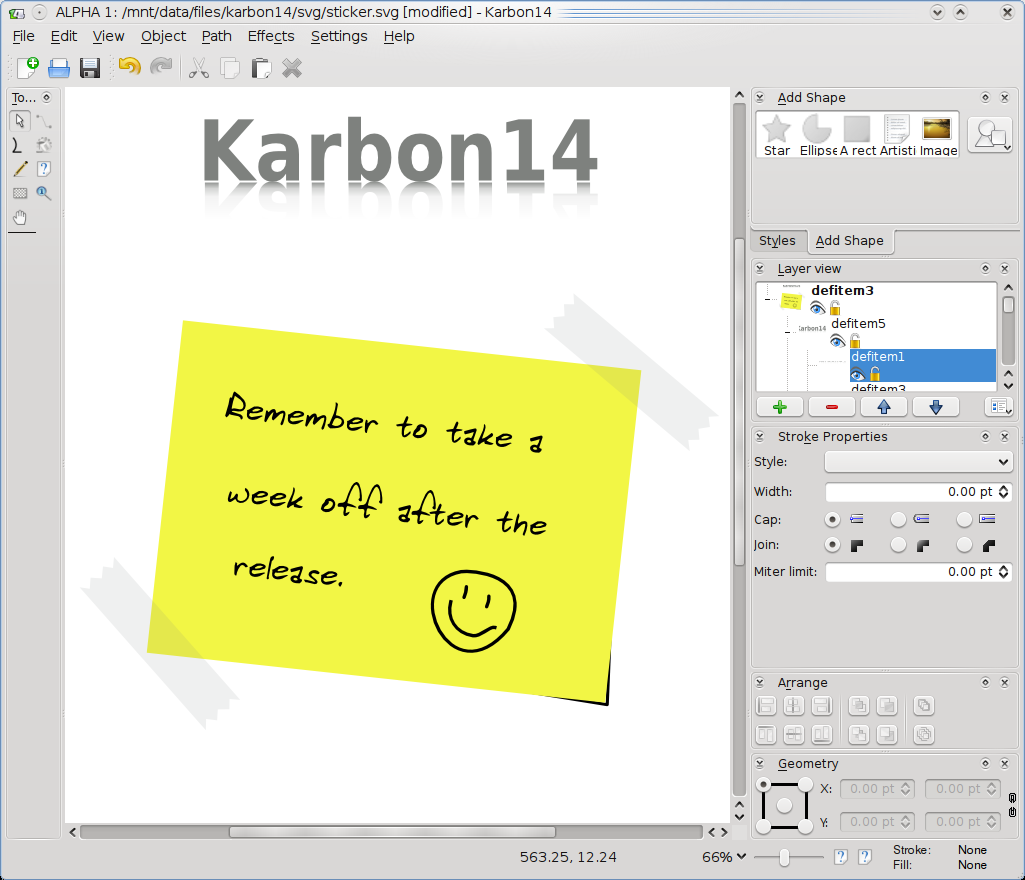 ALPHA 1: /mnt/data/files/karbon14/svg/sticker.svg [modified] - Karbon14
File Edit View Object Path Effects Settings Help
To...
Karbon14
Remember to take a
week off after the
release.
Add Shape
Star Ellipse A rect Artisti Image
Styles Add Shape
Layer view
defitem3
Karbon14 defitem5
defitem1
defitem3
Stroke Properties
Style:
Width: 0.00 pt
Cap:
Join:
Miter limit: 0.00 pt
Arrange
Geometry
X: 0.00 pt 0.00 pt
Y: 0.00 pt 0.00 pt
563.25, 12.24 66% Stroke: None
Fill: None